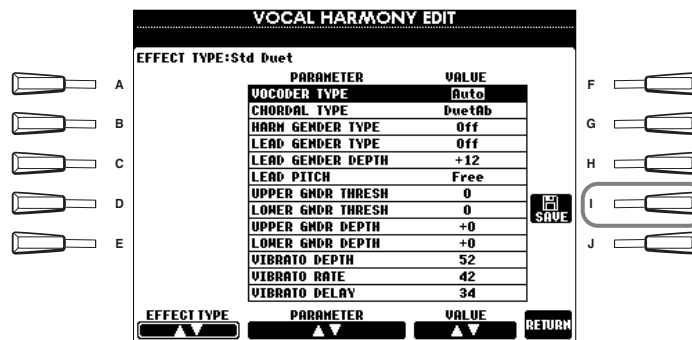 VOCAL HARMONY EDIT
EFFECT TYPE:Std Duet
PARAMETER VALUE
VOCODER TYPE Auto
CHORDAL TYPE DuetAb
HARM GENDER TYPE Off
LEAD GENDER TYPE Off
LEAD GENDER DEPTH +12
LEAD PITCH Free
UPPER GNDR THRESH 0
LOWER GNDR THRESH 0
UPPER GNDR DEPTH +0
LOWER GNDR DEPTH +0
VIBRATO DEPTH 52
VIBRATO RATE 42
VIBRATO DELAY 34
A
B
C
D
E
F
G
H
I
J
SAVE
EFFECT TYPE PARAMETER VALUE
RETURN